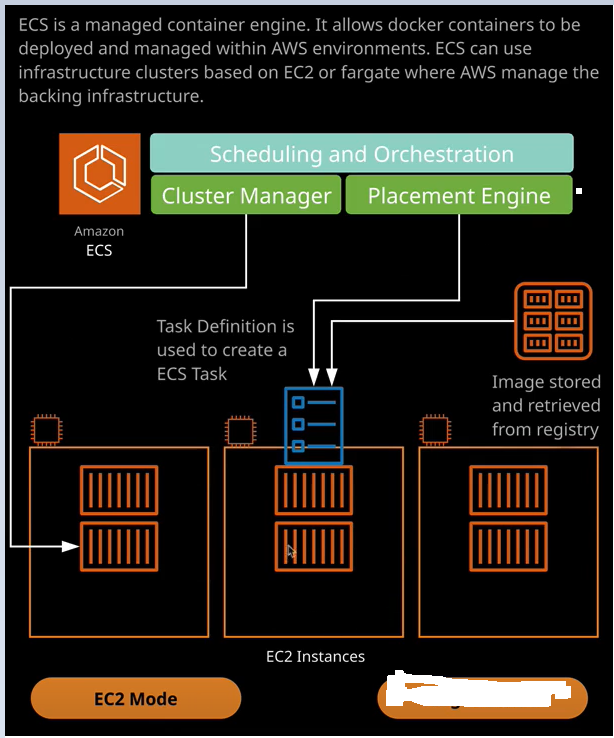 ECS is a managed container engine. It allows docker containers to be
deployed and managed within AWS environments. ECS can use
infrastructure clusters based on EC2 or fargate where AWS manage the
backing infrastructure.
Scheduling and Orchestration
Cluster Manager
Placement Engine
Amazon
ECS
Task Definition is
used to create a
ECS Task
Image stored
and retrieved
from registry
EC2 Instances
EC2 Mode